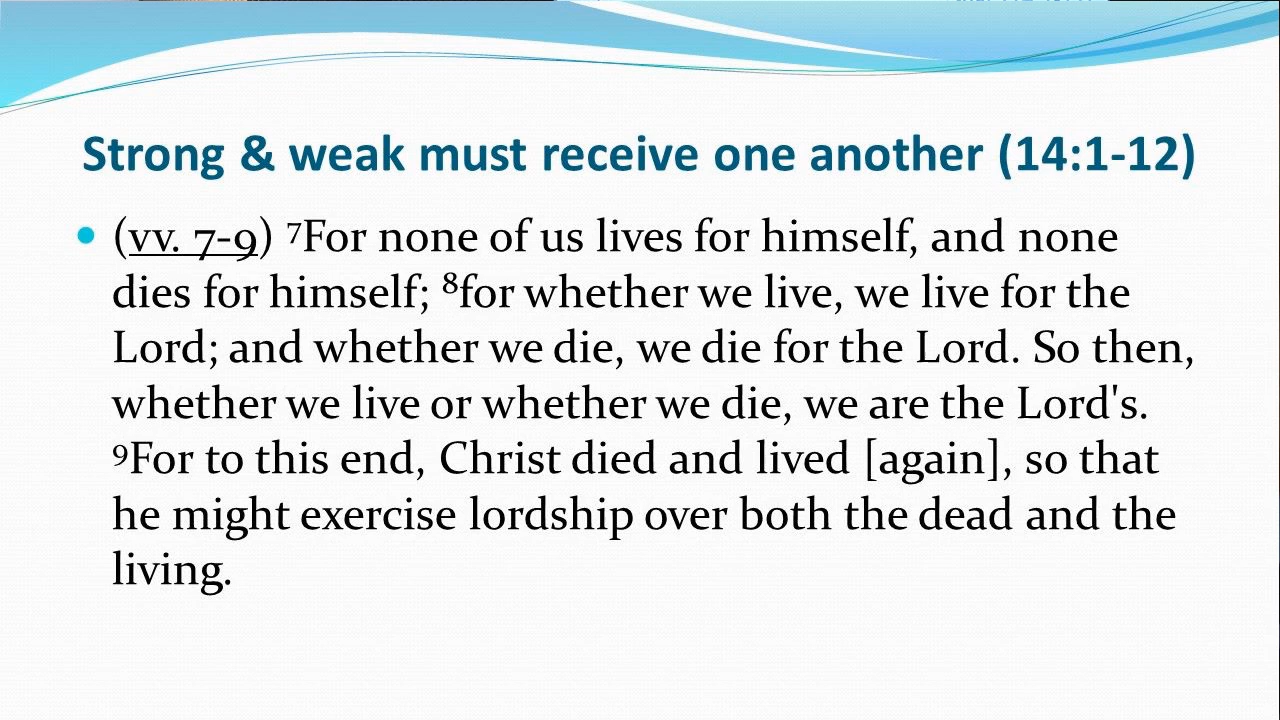 Strong & weak must receive one another (14:1-12)
• (vv. 7-9) ⁷For none of us lives for himself, and none
dies for himself; ⁸for whether we live, we live for the
Lord; and whether we die, we die for the Lord. So then,
whether we live or whether we die, we are the Lord's.
⁹For to this end, Christ died and lived [again], so that
he might exercise lordship over both the dead and the
living.